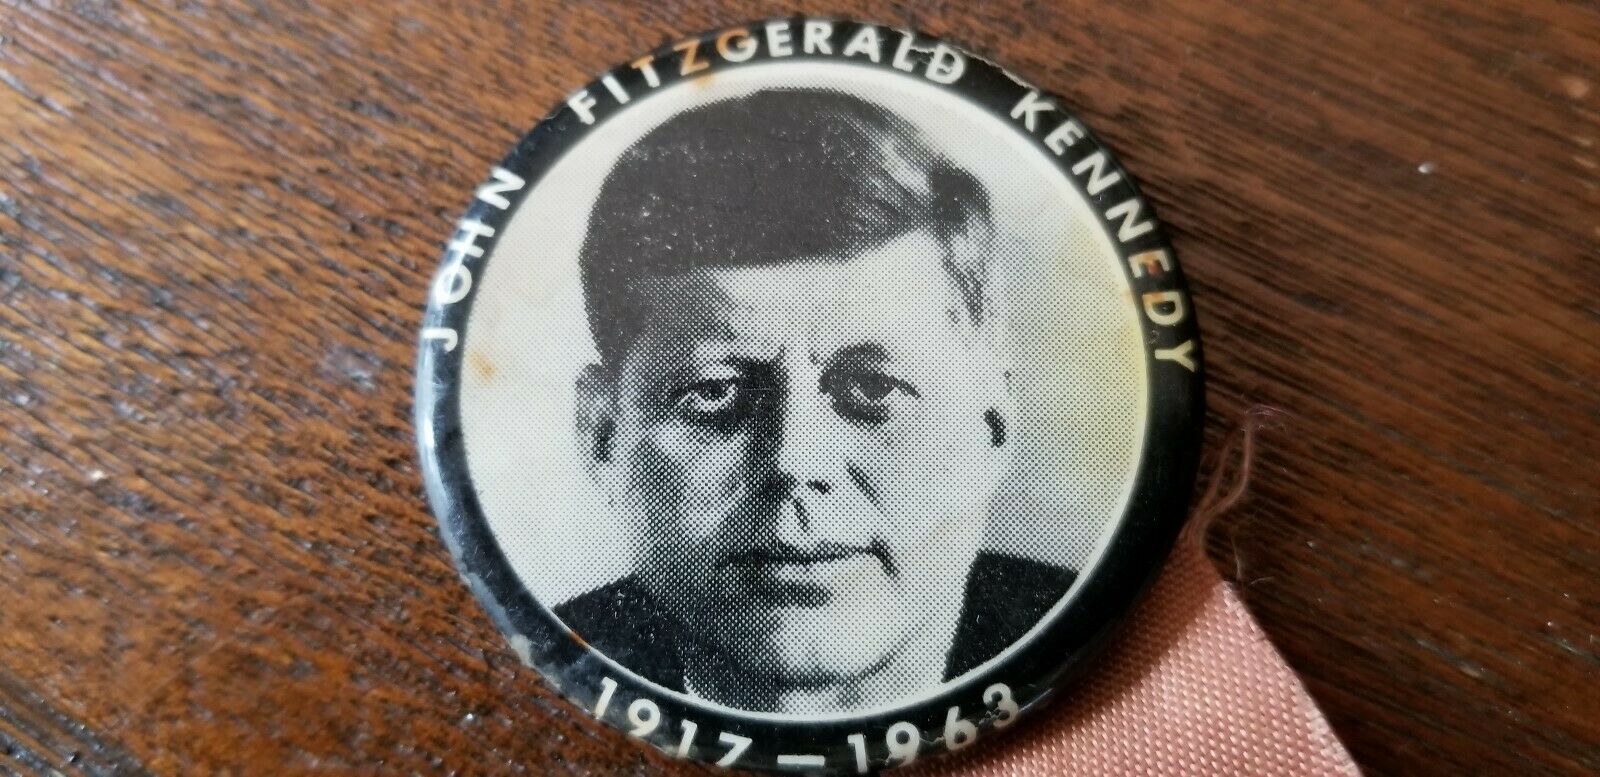 JOHN FITZGERALD KENNEDY
1917-1963